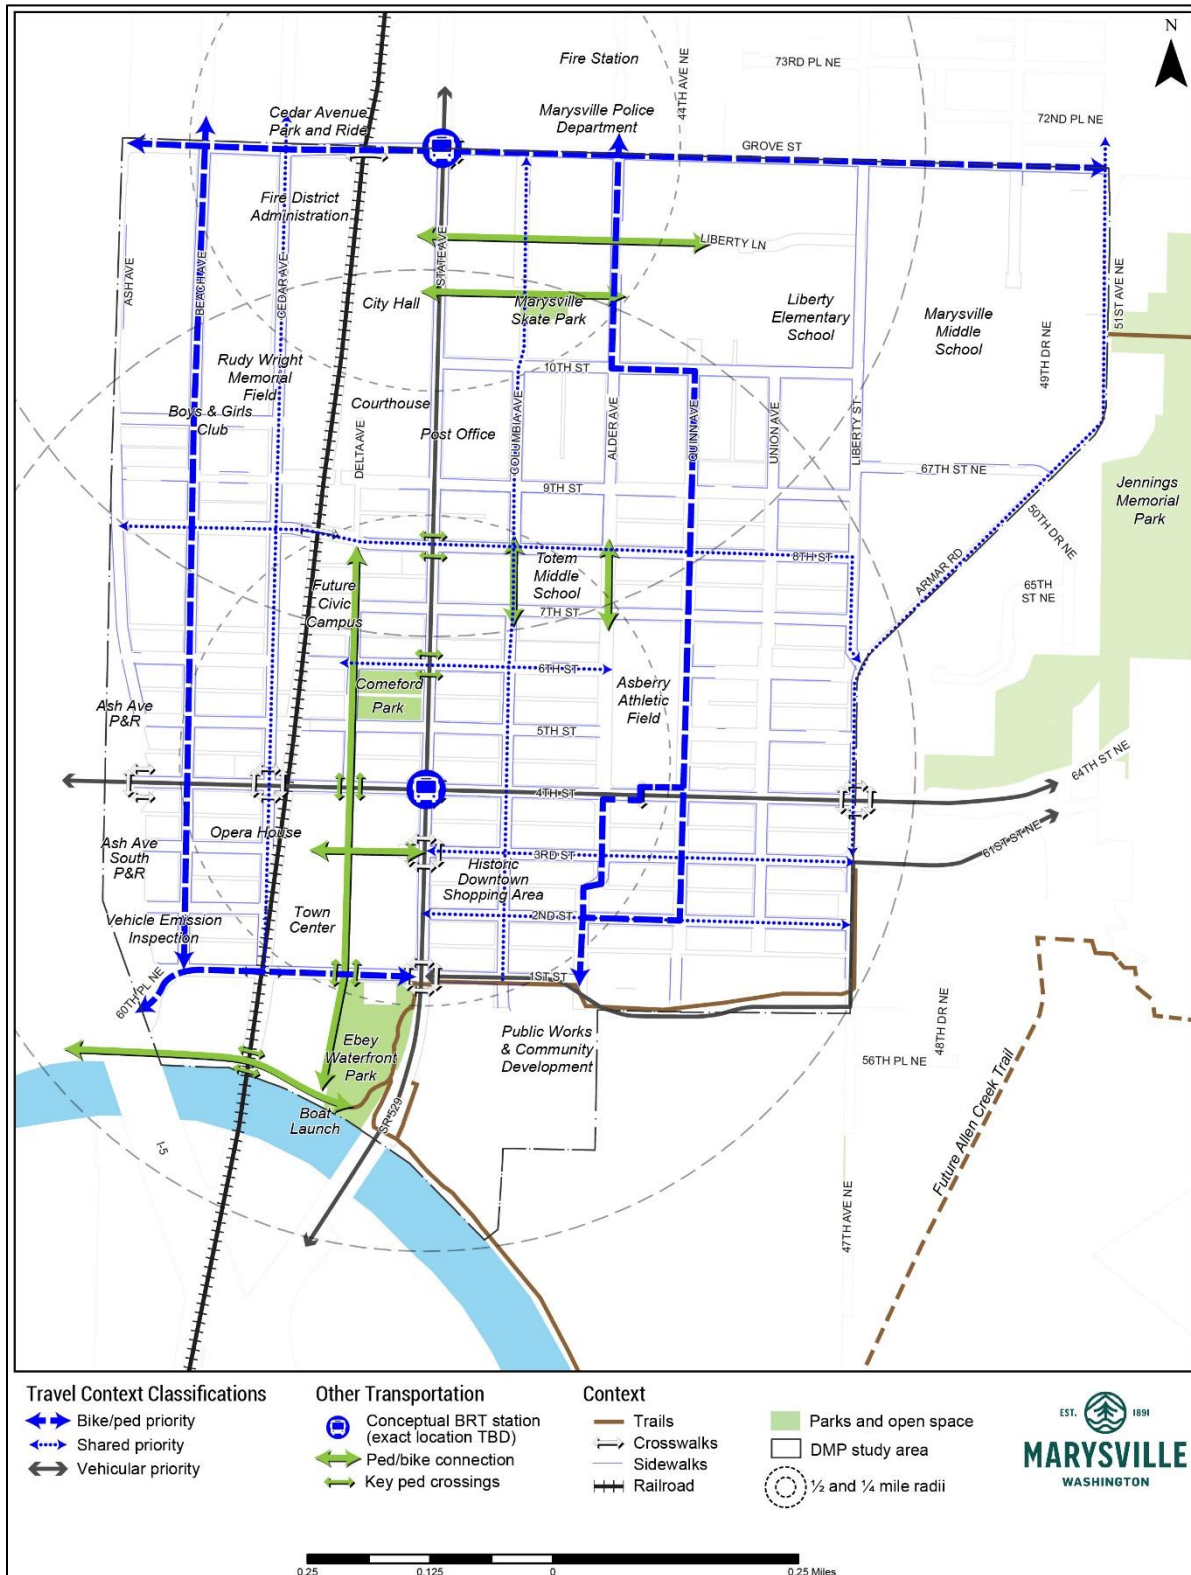 N
Fire Station
73RD PL NE
44TH AVE NE
Cedar Avenue
Park and Ride
Marysville Police
Department
72ND PL NE
GROVE ST
Fire District
Administration
LIBERTY LN
STATE AVE
ASH AVE
BEACH AVE
CEDAR AVE
51ST AVE NE
City Hall
Marysville
Skate Park
Liberty
Elementary
School
Marysville
Middle
School
49TH DR NE
Rudy Wright
Memorial
Field
10TH ST
Courthouse
Boys & Girls
Club
Post Office
DELTA AVE
COLUMBIA AVE
ALDER AVE
QUINN AVE
UNION AVE
LIBERTY ST
67TH ST NE
9TH ST
Jennings
Memorial
Park
50TH DR NE
8TH ST
Totem
Middle
School
ARMAR RD
Future
Civic
Campus
65TH
ST NE
7TH ST
6TH ST
Comeford
Park
Asberry
Athletic
Field
Ash Ave
P&R
5TH ST
64TH ST NE
4TH ST
Opera House
61ST ST NE
Ash Ave
South
P&R
3RD ST
Historic
Downtown
Shopping Area
Vehicle Emission
Inspection
Town
Center
2ND ST
1ST ST
60TH PL NE
Ebey
Waterfront
Park
Public Works
& Community
Development
48TH DR NE
56TH PL NE
Boat
Launch
SR 529
I-5
47TH AVE NE
Future Allen Creek Trail
Travel Context Classifications
Bike/ped priority
Shared priority
Vehicular priority
Other Transportation
Conceptual BRT station
(exact location TBD)
Ped/bike connection
Key ped crossings
Context
Trails
Crosswalks
Sidewalks
Railroad
Parks and open space
DMP study area
½ and ¼ mile radii
EST. 1891
MARYSVILLE
WASHINGTON
0.25 0.125 0 0.25 Miles